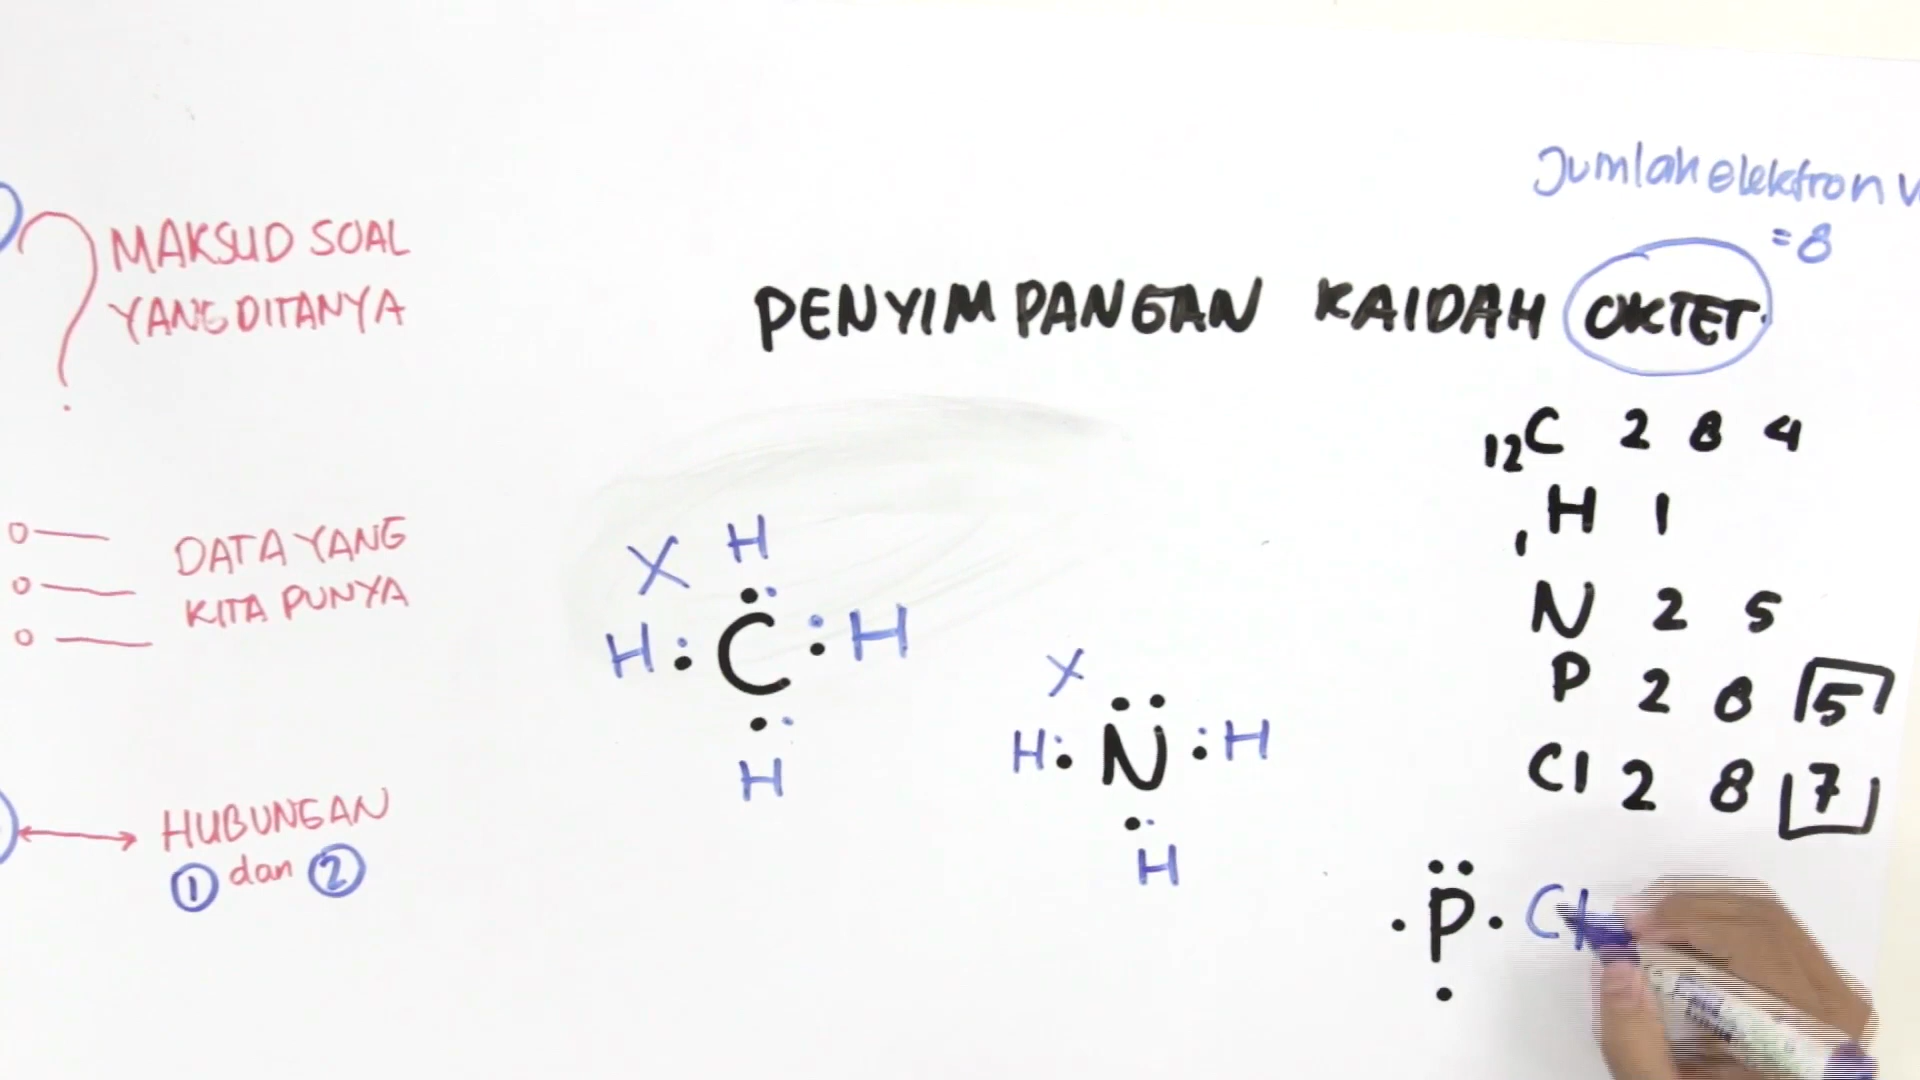 MAKSUD SOAL
YANG DITANYA
DATA YANG
KITA PUNYA
HUBUNGAN
① dan ②
Jumlah elektron
= 8
PENYIMPANGAN KAIDAH OKTET
12C 2 8 4
1H 1
N 2 5
P 2 8 5
Cl 2 8 7
X H
H : C : H
H
X
H : N : H
H
P Cl